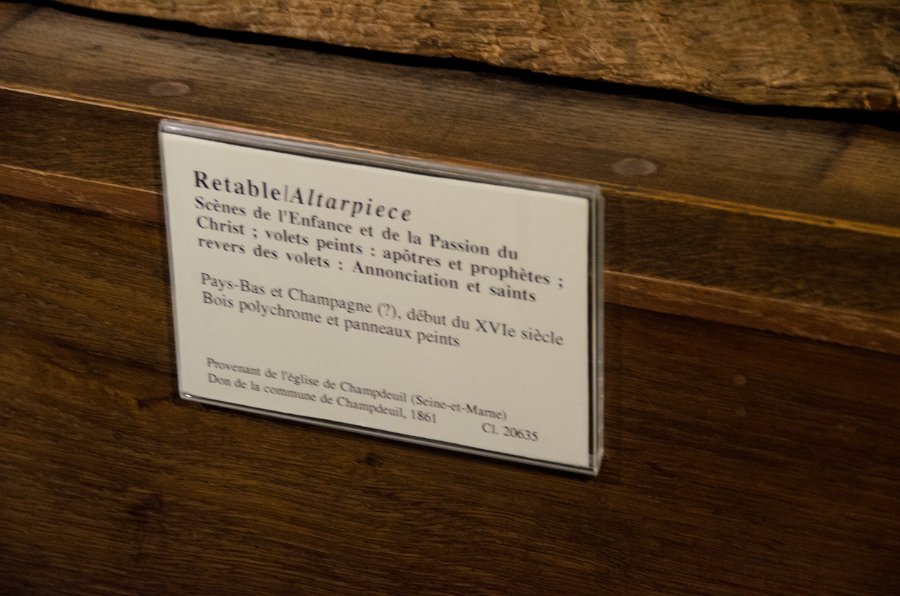 Retable/Altarpiece
Scènes de l'Enfance et de la Passion du
Christ ; volets peints : apôtres et prophètes ;
revers des volets : Annonciation et saints
Pays-Bas et Champagne (?), début du XVIe siècle
Bois polychrome et panneaux peints
Provenant de l'église de Champdeuil (Seine-et-Marne)
Don de la commune de Champdeuil, 1861 Cl. 20635